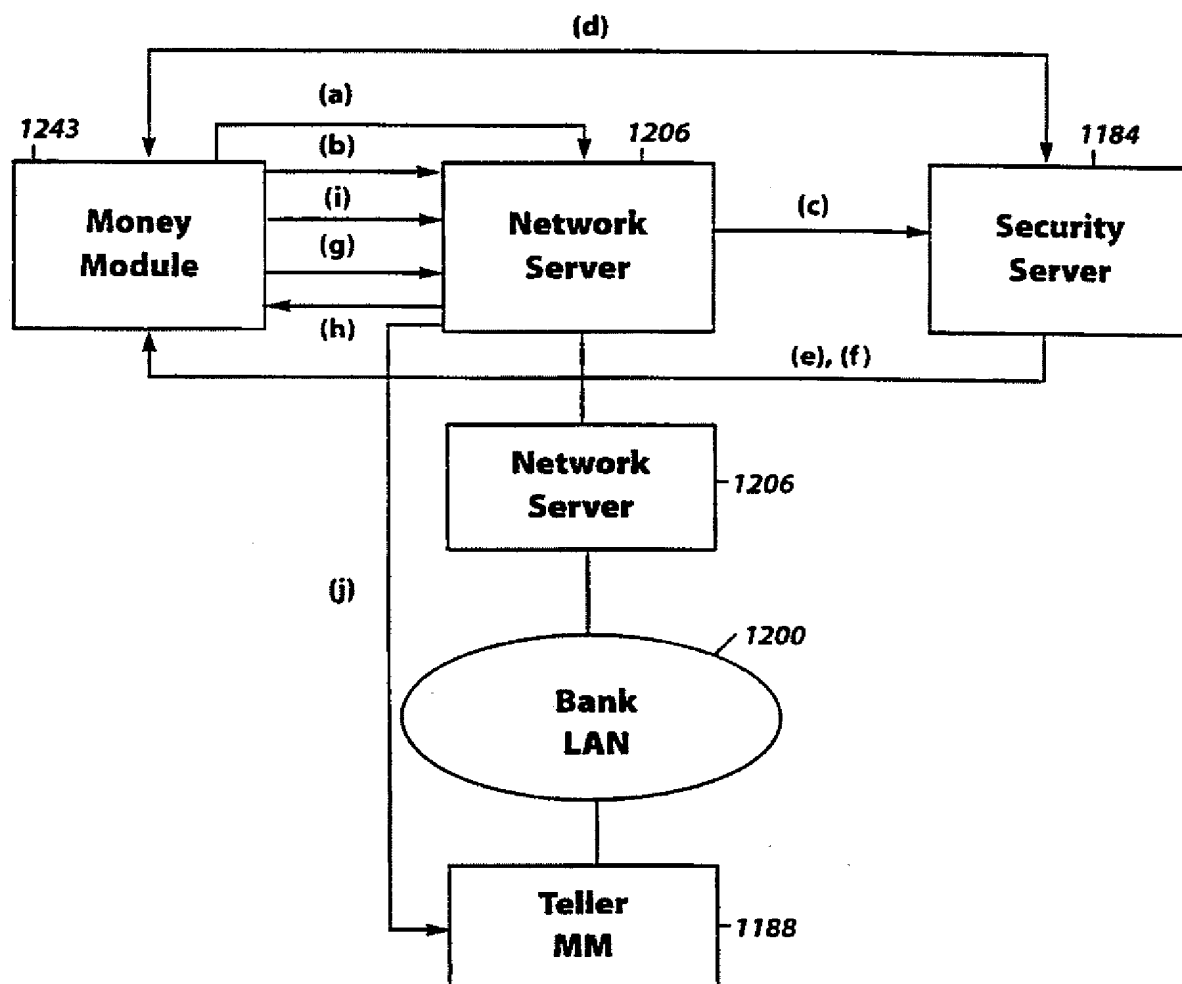 (d)
(a)
1243
1206
1184
(b)
(i)
(c)
Money
Module
Network
Server
Security
Server
(g)
(h)
(e), (f)
Network
Server
1206
(j)
1200
Bank
LAN
Teller
MM
1188